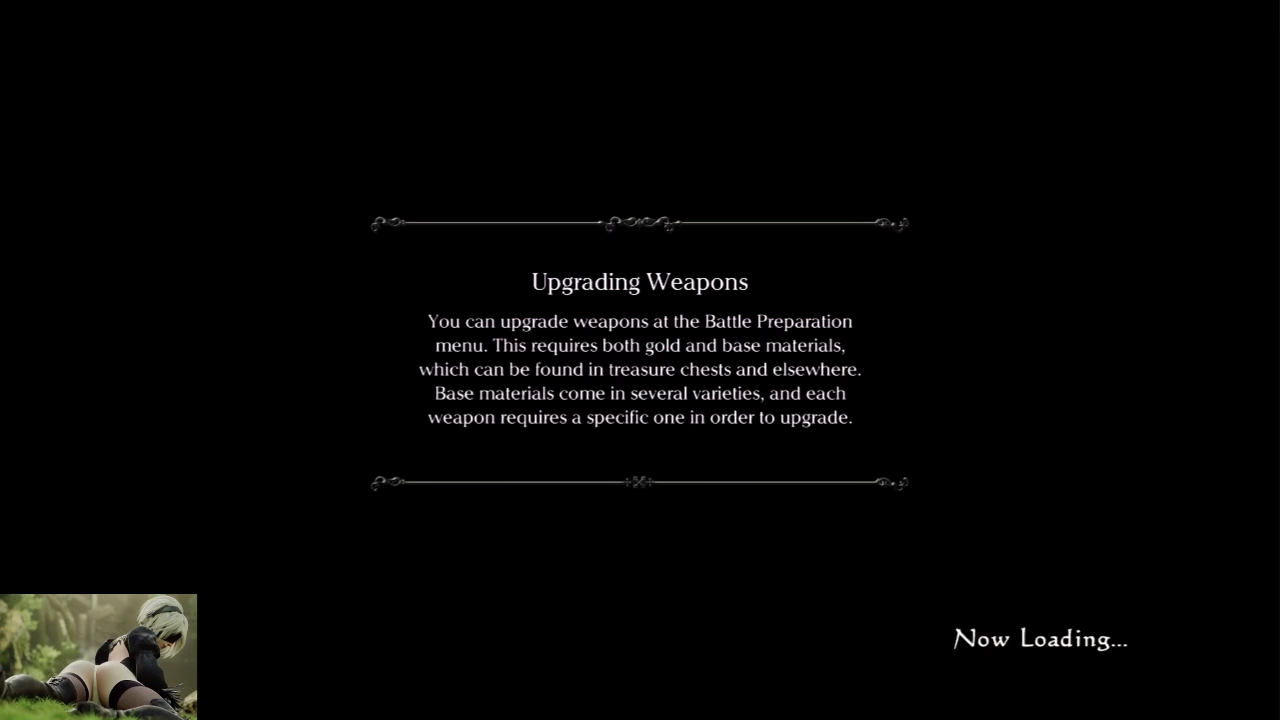 Upgrading Weapons
You can upgrade weapons at the Battle Preparation
menu. This requires both gold and base materials,
which can be found in treasure chests and elsewhere.
Base materials come in several varieties, and each
weapon requires a specific one in order to upgrade.
Now Loading...